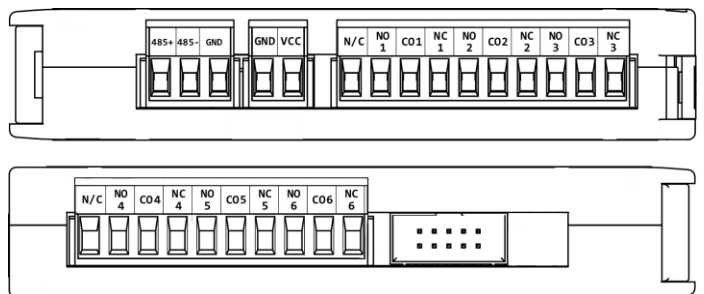 485+ 485- GND GND VCC N/C NO 1 CO1 NC 1 NO 2 CO2 NC 2 NO 3 CO3 NC 3
N/C NO 4 CO4 NC 4 NO 5 CO5 NC 5 NO 6 CO6 NC 6